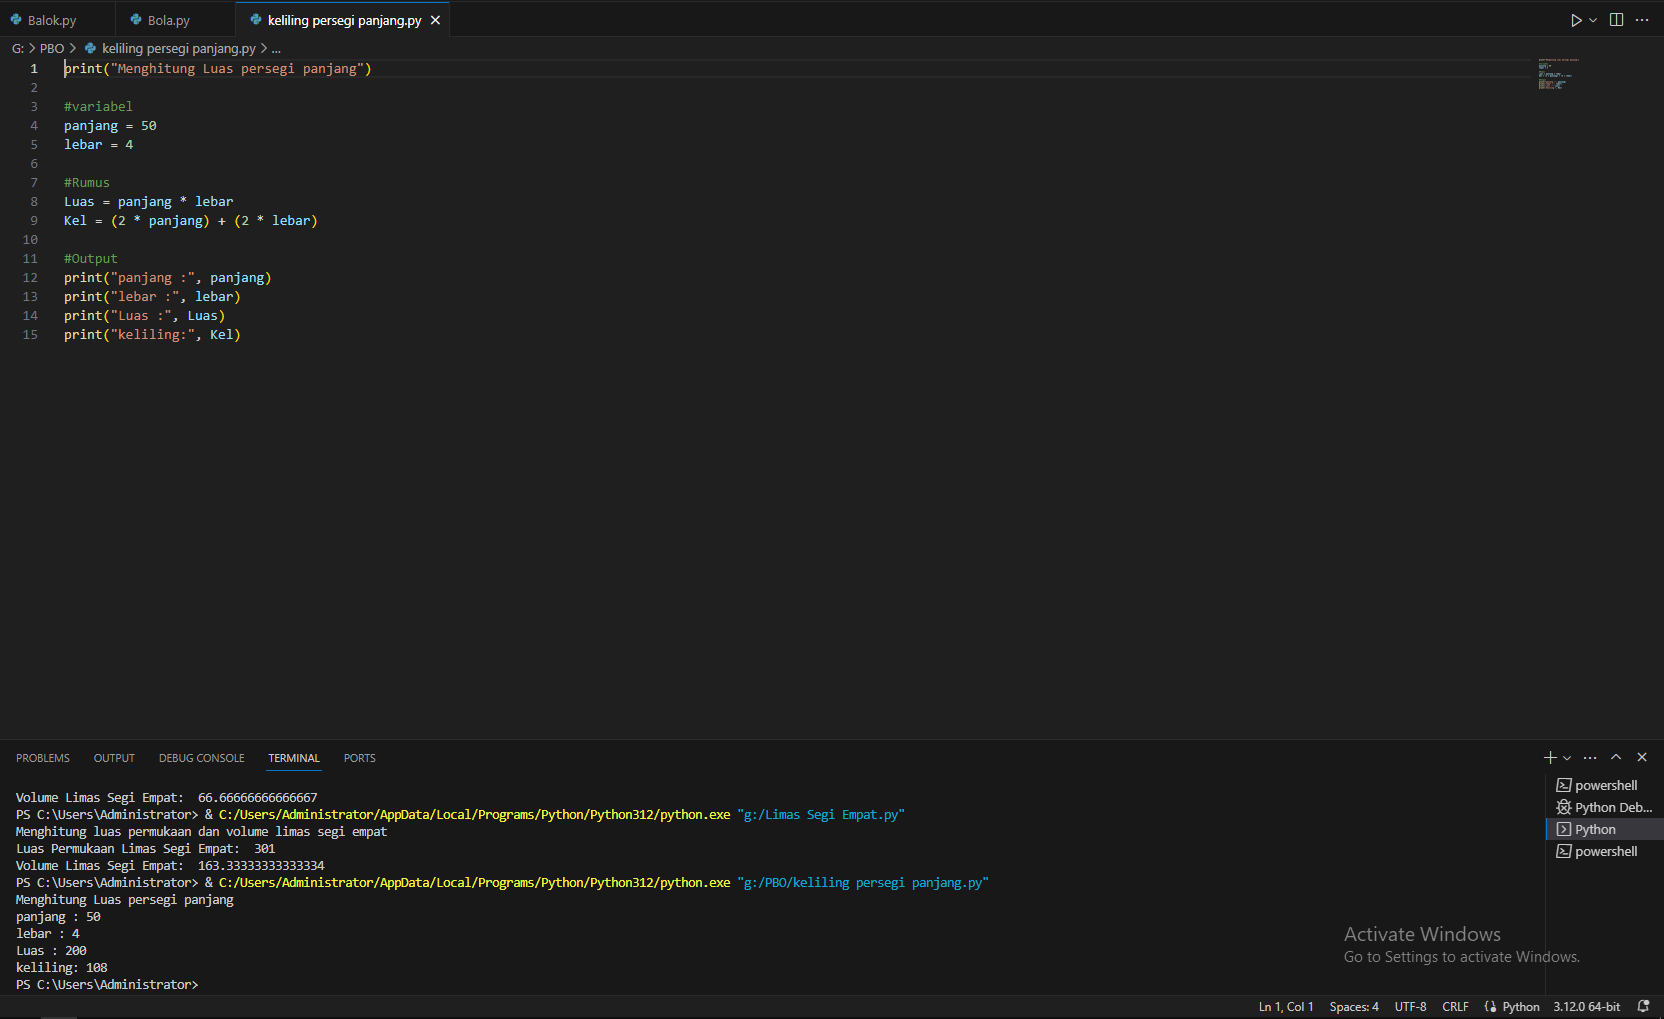 Balok.py
Bola.py
keliling persegi panjang.py
G: > PBO > keliling persegi panjang.py > ...
1 print("Menghitung Luas persegi panjang")
2
3 #variabel
4 panjang = 50
5 lebar = 4
6
7 #Rumus
8 Luas = panjang * lebar
9 Kel = (2 * panjang) + (2 * lebar)
10
11 #Output
12 print("panjang :", panjang)
13 print("lebar :", lebar)
14 print("Luas :", Luas)
15 print("keliling:", Kel)
PROBLEMS OUTPUT DEBUG CONSOLE TERMINAL PORTS
Volume Limas Segi Empat:  66.66666666666667
PS C:\Users\Administrator> & C:/Users/Administrator/AppData/Local/Programs/Python/Python312/python.exe "g:/Limas Segi Empat.py"
Menghitung luas permukaan dan volume limas segi empat
Luas Permukaan Limas Segi Empat:  301
Volume Limas Segi Empat:  163.33333333333334
PS C:\Users\Administrator> & C:/Users/Administrator/AppData/Local/Programs/Python/Python312/python.exe "g:/PBO/keliling persegi panjang.py"
Menghitung Luas persegi panjang
panjang : 50
lebar : 4
Luas : 200
keliling: 108
PS C:\Users\Administrator>
powershell
Python Deb...
Python
powershell
Activate Windows
Go to Settings to activate Windows.
Ln 1, Col 1 Spaces: 4 UTF-8 CRLF Python 3.12.0 64-bit